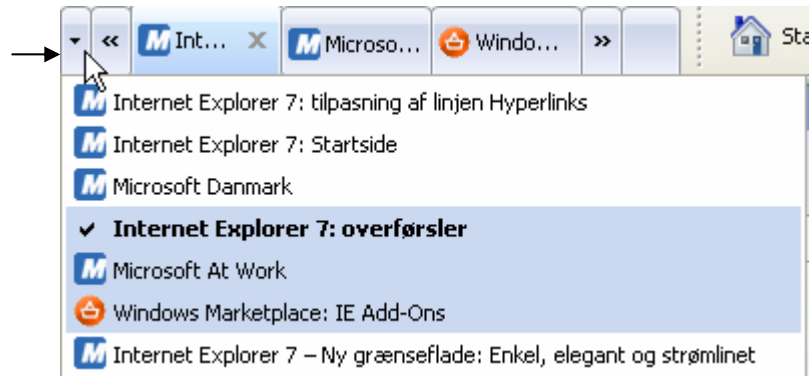 « Int... X Microso... Windo... » Sta
Internet Explorer 7: tilpasning af linjen Hyperlinks
Internet Explorer 7: Startside
Microsoft Danmark
Internet Explorer 7: overførsler
Microsoft At Work
Windows Marketplace: IE Add-Ons
Internet Explorer 7 – Ny grænseflade: Enkel, elegant og strømlinet